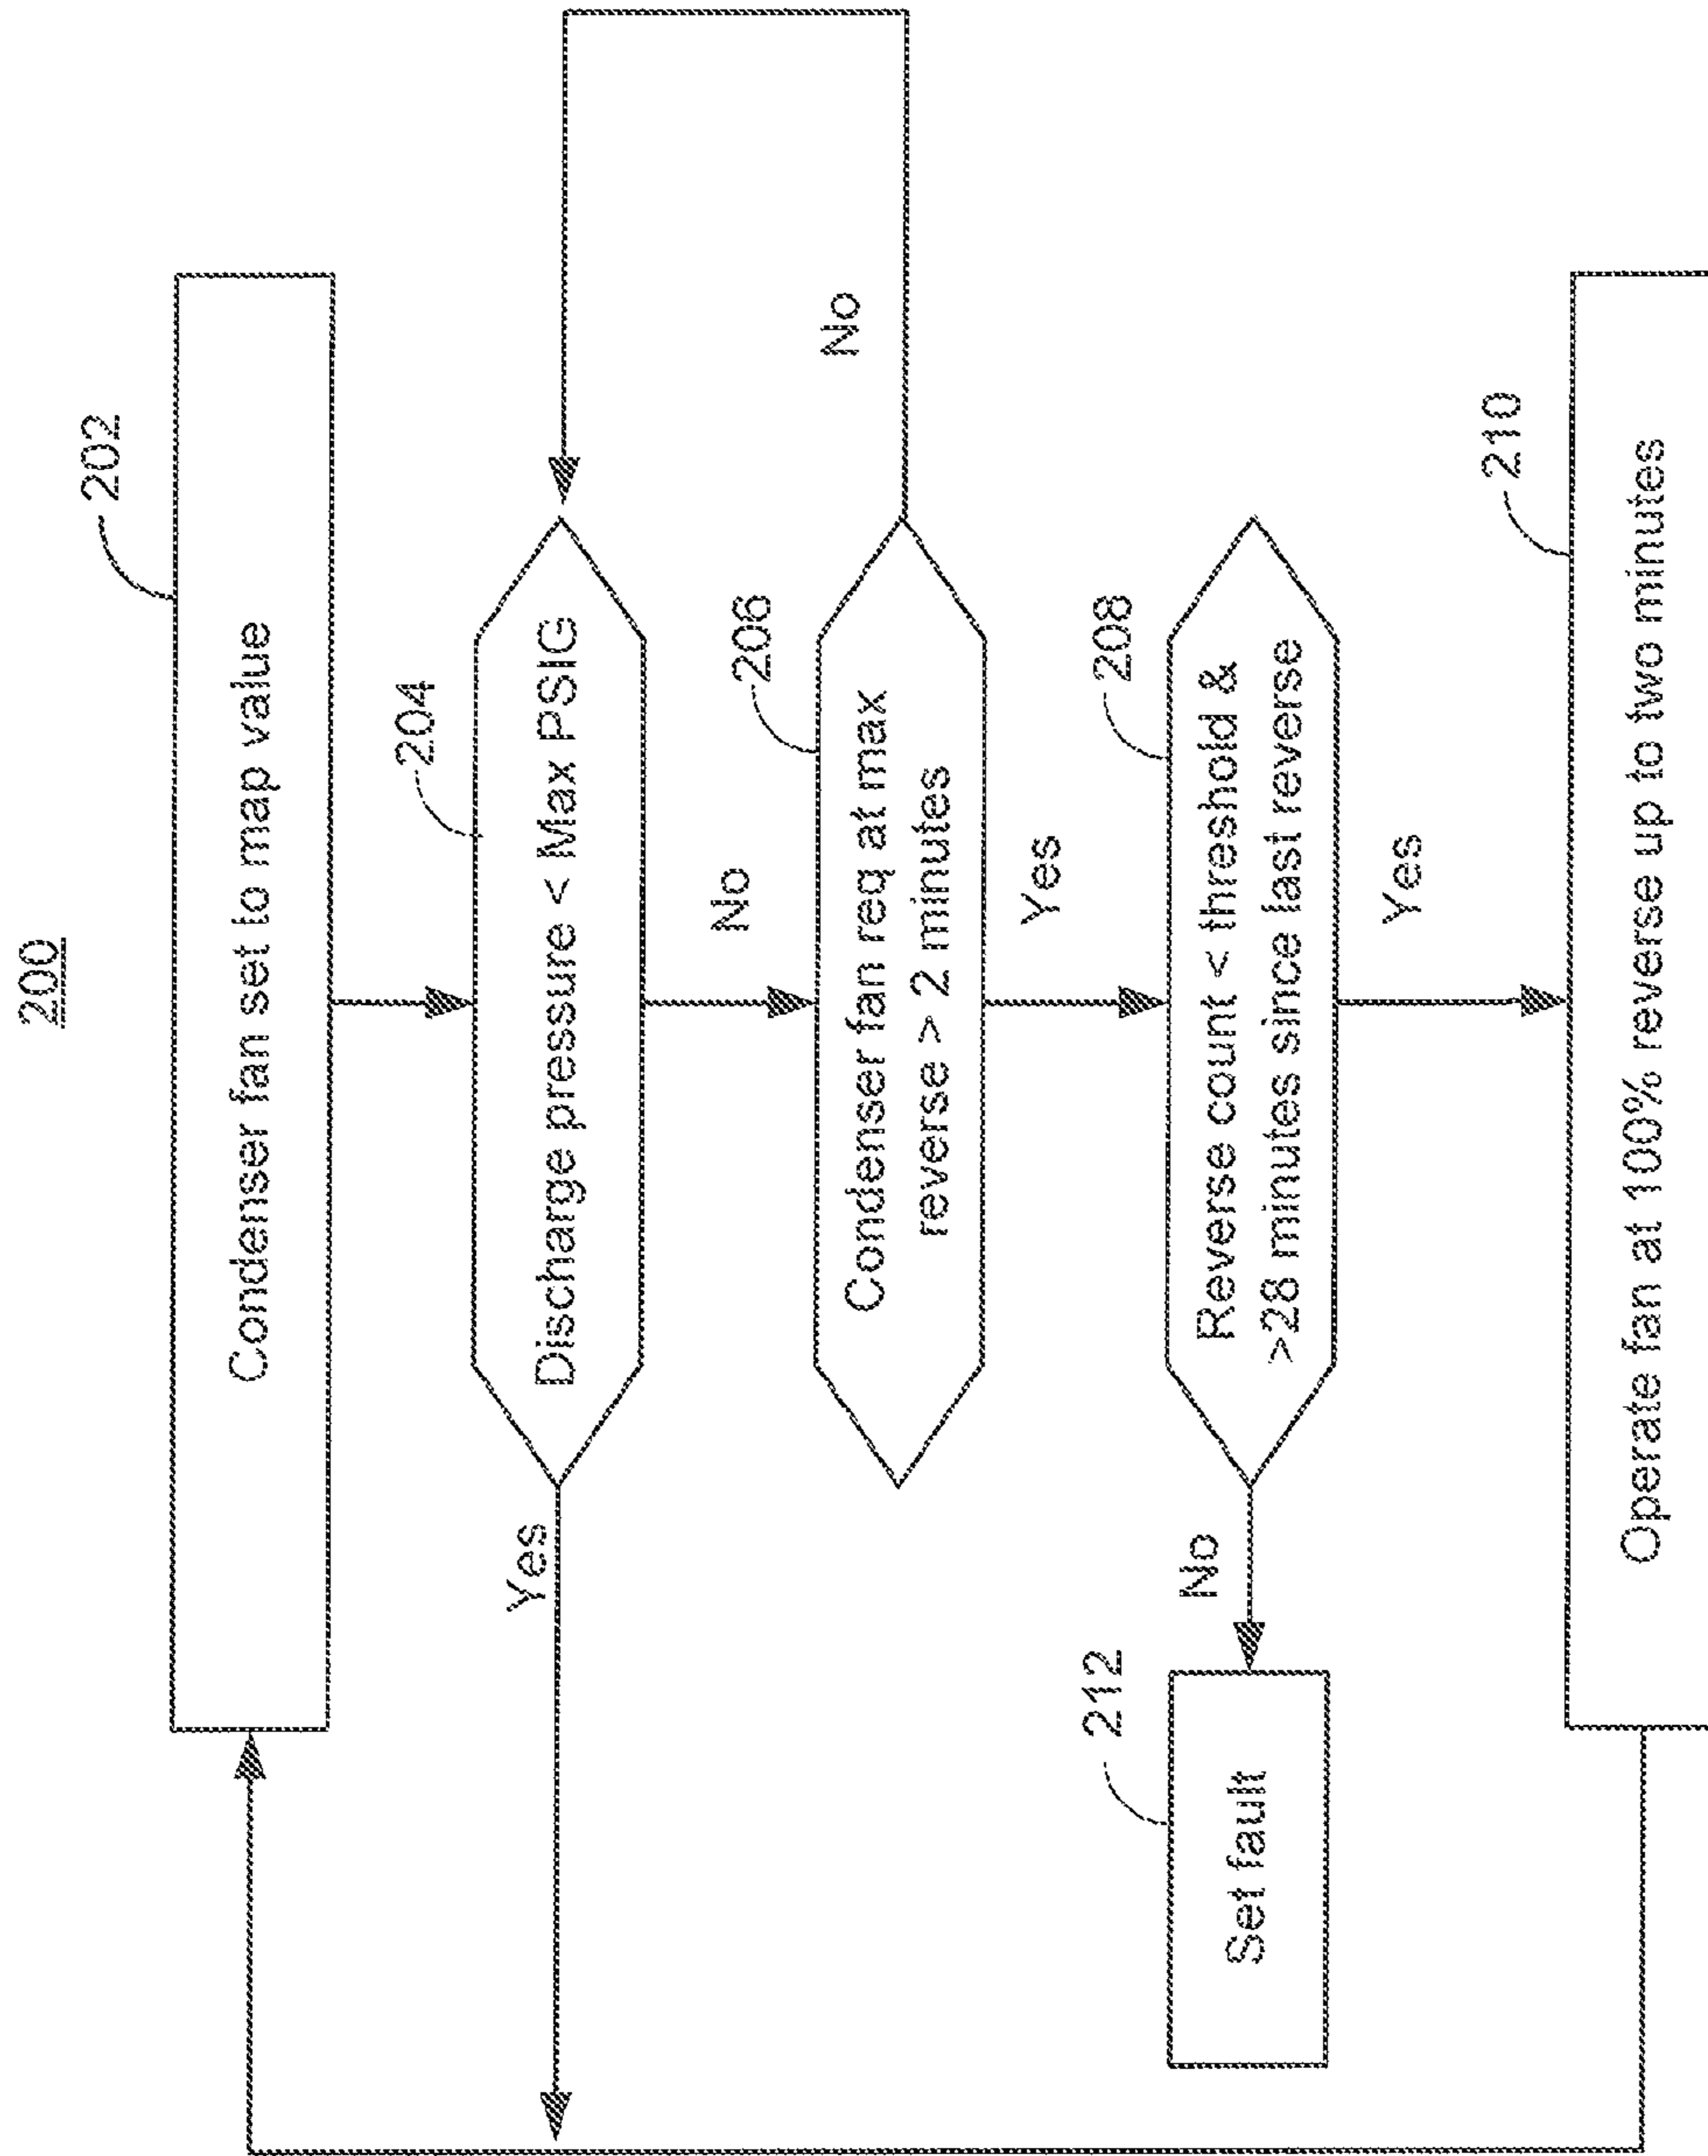 200
202
Condenser fan set to map value
204
Discharge pressure < Max PSIG
Yes
No
206
Condenser fan req at max
reverse > 2 minutes
No
Yes
208
Reverse count < threshold &
>28 minutes since last reverse
No
Yes
212
Set fault
210
Operate fan at 100% reverse up to two minutes